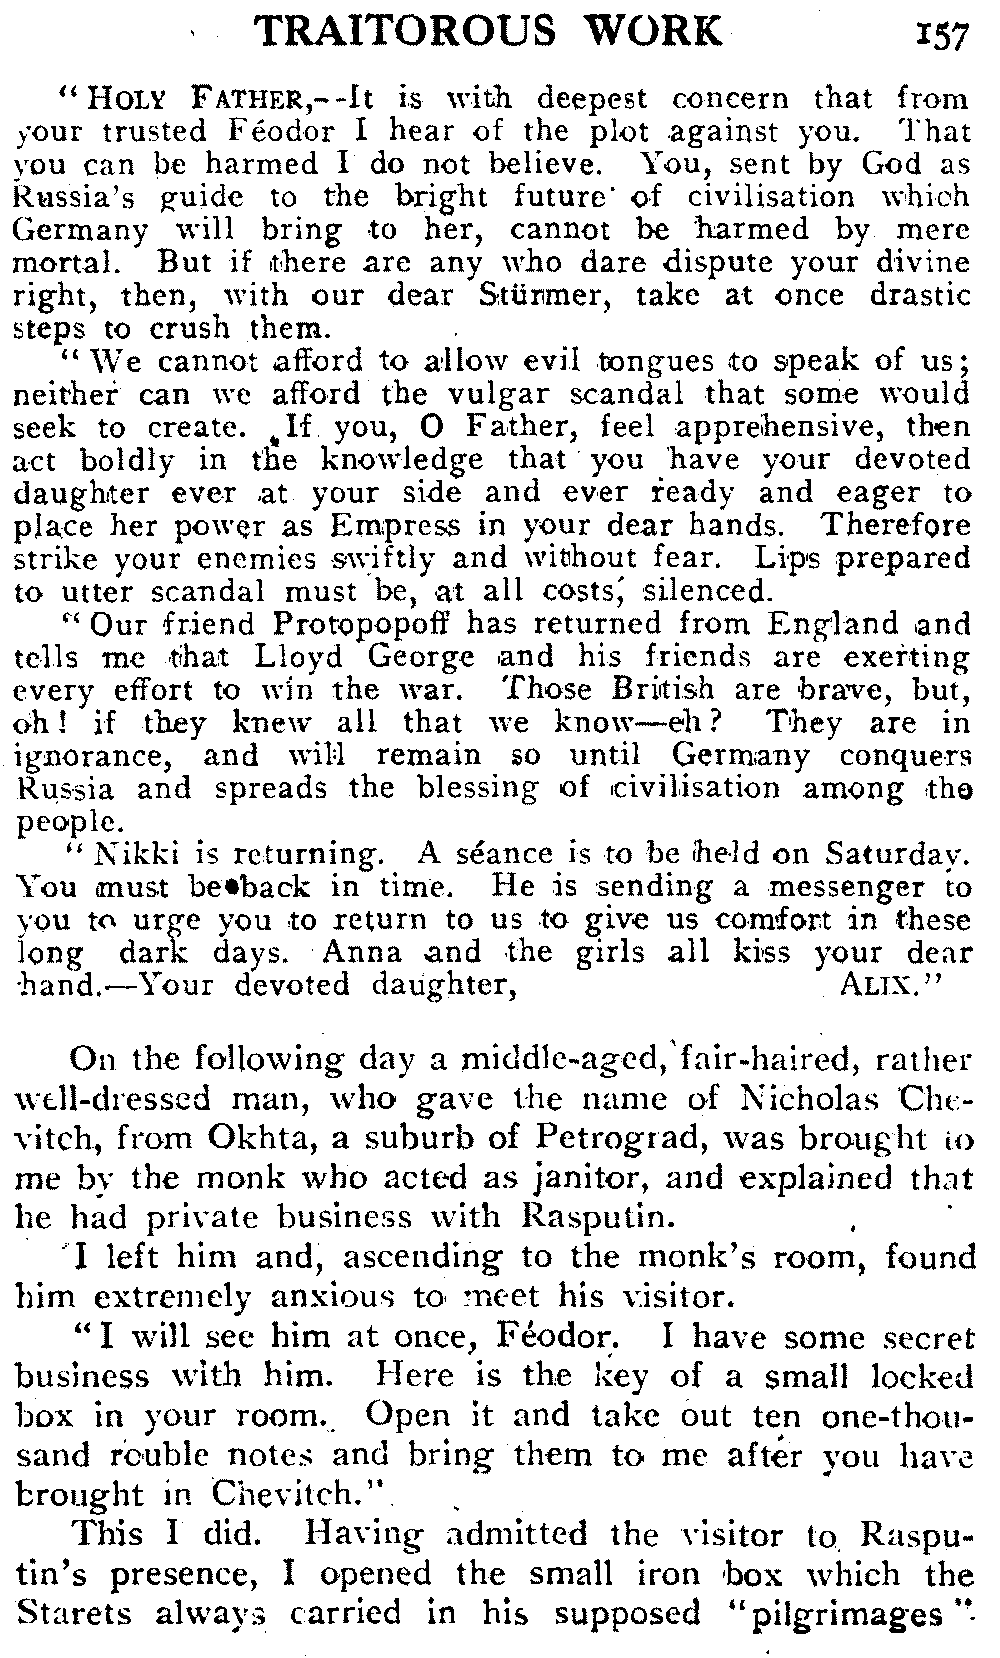 TRAITOROUS WORK 157
“ HOLY FATHER,--It is with deepest concern that from
your trusted Féodor I hear of the plot against you. That
you can be harmed I do not believe. You, sent by God as
Russia's guide to the bright future of civilisation which
Germany will bring to her, cannot be harmed by mere
mortal. But if there are any who dare dispute your divine
right, then, with our dear Stürmer, take at once drastic
steps to crush them.
“ We cannot afford to allow evil tongues to speak of us;
neither can we afford the vulgar scandal that some would
seek to create. If you, O Father, feel apprehensive, then
act boldly in the knowledge that you have your devoted
daughter ever at your side and ever ready and eager to
place her power as Empress in your dear hands. Therefore
strike your enemies swiftly and without fear. Lips prepared
to utter scandal must be, at all costs, silenced.
“ Our friend Protopopoff has returned from England and
tells me that Lloyd George and his friends are exerting
every effort to win the war. Those British are brave, but,
oh! if they knew all that we know—eh? They are in
ignorance, and will remain so until Germany conquers
Russia and spreads the blessing of civilisation among the
people.
“ Nikki is returning. A séance is to be held on Saturday.
You must be back in time. He is sending a messenger to
you to urge you to return to us to give us comfort in these
long dark days. Anna and the girls all kiss your dear
hand.—Your devoted daughter, ALIX.”
On the following day a middle-aged, fair-haired, rather
well-dressed man, who gave the name of Nicholas Che-
vitch, from Okhta, a suburb of Petrograd, was brought to
me by the monk who acted as janitor, and explained that
he had private business with Rasputin.
I left him and, ascending to the monk's room, found
him extremely anxious to meet his visitor.
“ I will see him at once, Féodor. I have some secret
business with him. Here is the key of a small locked
box in your room. Open it and take out ten one-thou-
sand rouble notes and bring them to me after you have
brought in Chevitch.”
This I did. Having admitted the visitor to Raspu-
tin's presence, I opened the small iron box which the
Starets always carried in his supposed “pilgrimages”.